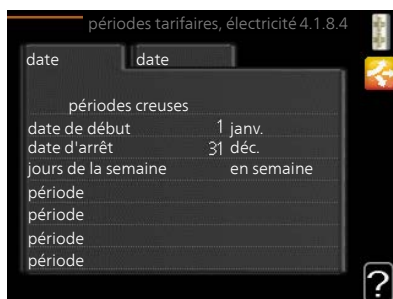 périodes tarifaires, électricité 4.1.8.4
date date
périodes creuses
date de début 1 janv.
date d'arrêt 31 déc.
jours de la semaine en semaine
période
période
période
période
?